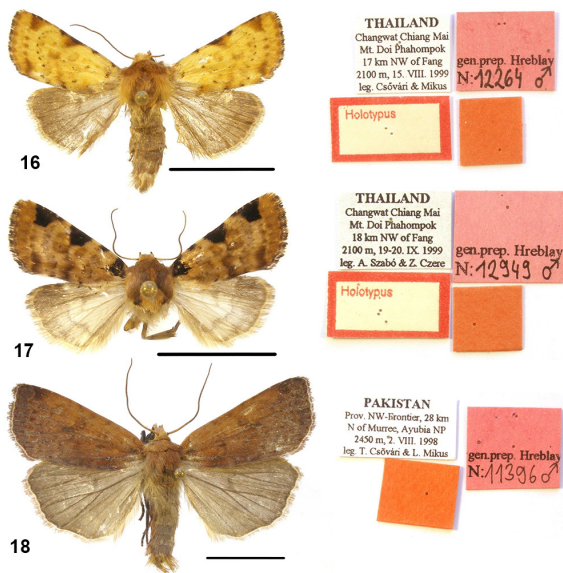 16
THAILAND
Changwat Chiang Mai
Mt. Doi Phahompok
17 km NW of Fang
2100 m, 15. VIII. 1999
leg. Csővári & Mikus
gen.prep. Hreblay
N:12264 ♂
Holotypus
17
THAILAND
Changwat Chiang Mai
Mt. Doi Phahompok
18 km NW of Fang
2100 m, 19-20. IX. 1999
leg. A. Szabó & Z. Czere
gen.prep. Hreblay
N:12949 ♂
Holotypus
18
PAKISTAN
Prov. NW-Frontier, 28 km
N of Murree, Ayubia NP
2450 m, 2. VIII. 1998
leg. T. Csővári & L. Mikus
gen.prep. Hreblay
N:11396 ♂